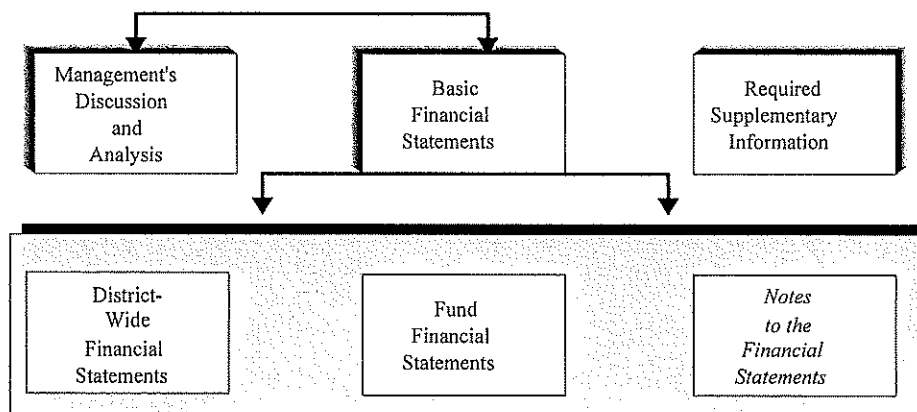 Management's
Discussion
and
Analysis
Basic
Financial
Statements
Required
Supplementary
Information
District-
Wide
Financial
Statements
Fund
Financial
Statements
Notes
to the
Financial
Statements